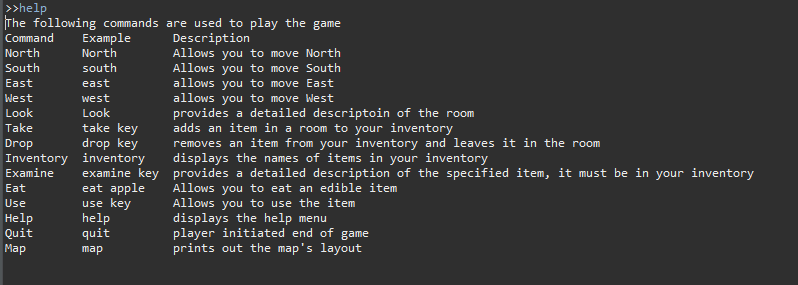 >>help
The following commands are used to play the game
Command Example Description
North North Allows you to move North
South south Allows you to move South
East east allows you to move East
West west allows you to move West
Look Look provides a detailed descriptoin of the room
Take take key adds an item in a room to your inventory
Drop drop key removes an item from your inventory and leaves it in the room
Inventory inventory displays the names of items in your inventory
Examine examine key provides a detailed description of the specified item, it must be in your inventory
Eat eat apple Allows you to eat an edible item
Use use key Allows you to use the item
Help help displays the help menu
Quit quit player initiated end of game
Map map prints out the map's layout